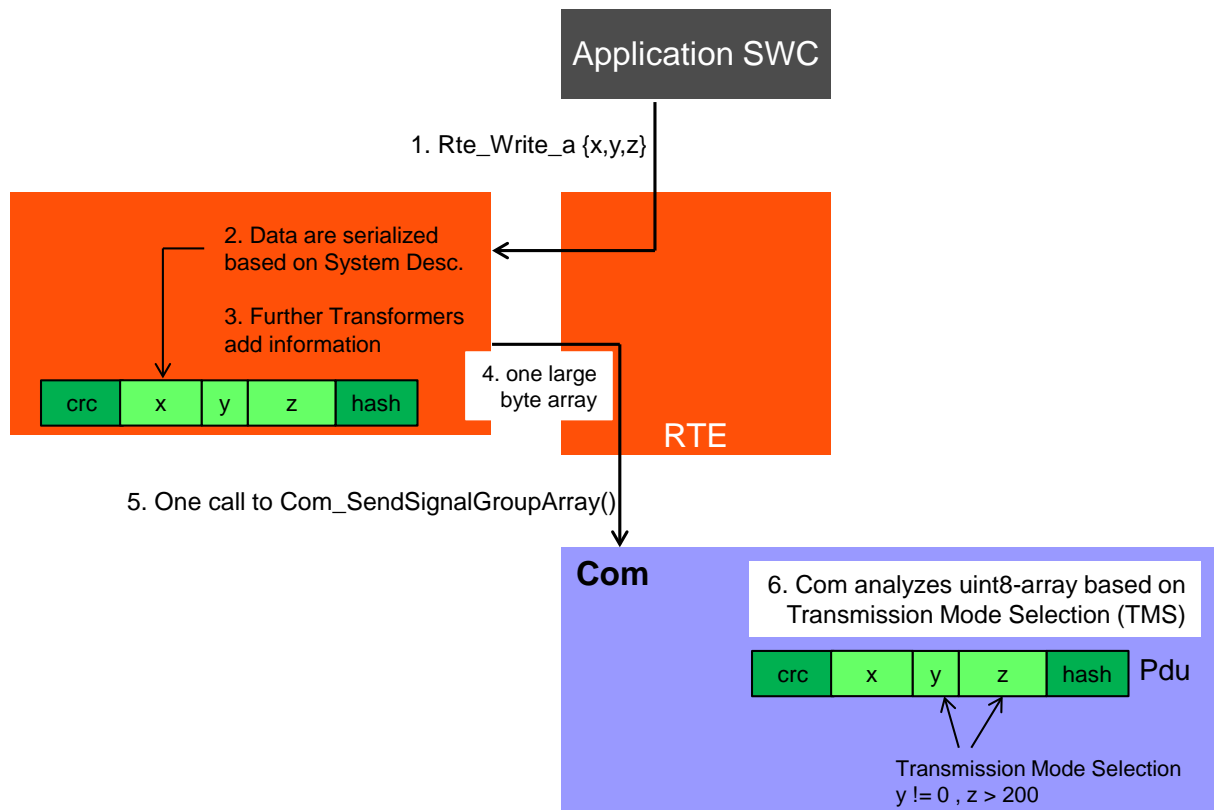 Application SWC
1. Rte_Write_a {x,y,z}
2. Data are serialized
based on System Desc.
3. Further Transformers
add information
crc x y z hash
4. one large
byte array
RTE
5. One call to Com_SendSignalGroupArray()
Com
6. Com analyzes uint8-array based on
Transmission Mode Selection (TMS)
crc x y z hash Pdu
Transmission Mode Selection
y != 0 , z > 200